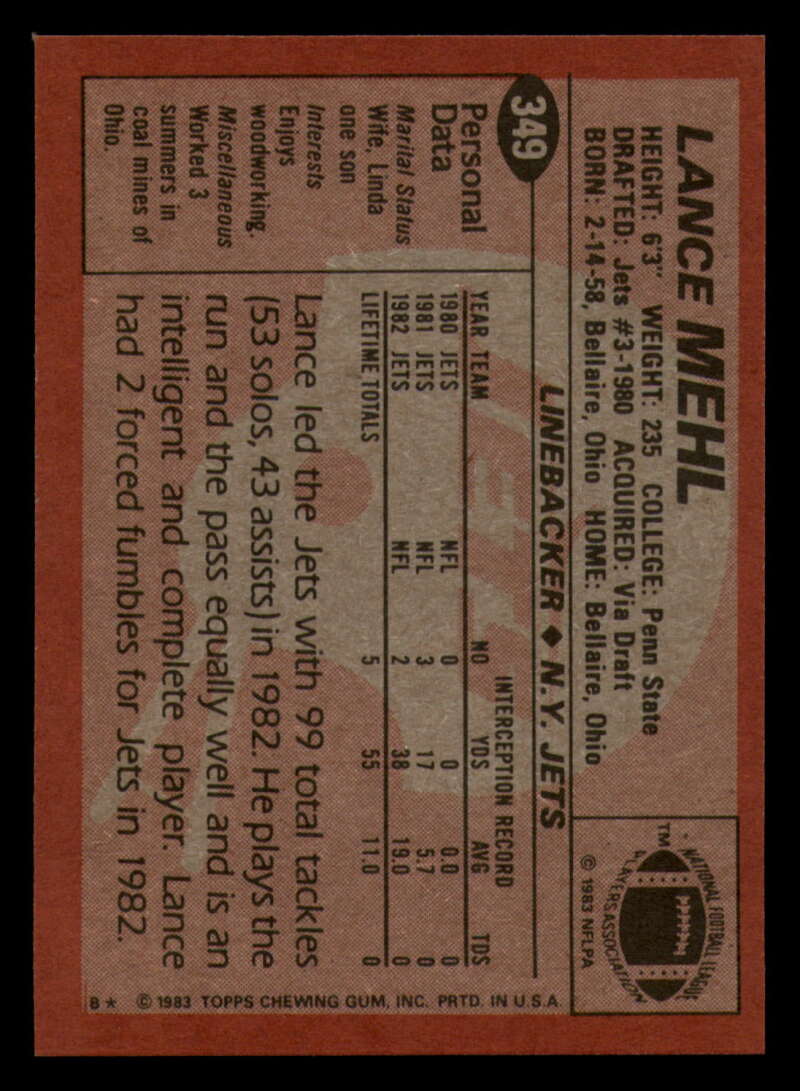 349
LANCE MEHL
HEIGHT: 6'3" WEIGHT: 235 COLLEGE: Penn State
DRAFTED: Jets #3-1980 ACQUIRED: Via Draft
BORN: 2-14-58, Bellaire, Ohio HOME: Bellaire, Ohio
TM
NATIONAL FOOTBALL LEAGUE
PLAYERS ASSOCIATION
© 1983 NFLPA
LINEBACKER ◆ N.Y. JETS
Personal
Data
Marital Status
Wife, Linda
one son
Interests
Enjoys
woodworking.
Miscellaneous
Worked 3
summers in
coal mines of
Ohio.
INTERCEPTION RECORD
YEAR TEAM NO YDS AVG TDS
1980 JETS NFL 0 0 0.0 0
1981 JETS NFL 3 17 5.7 0
1982 JETS NFL 2 38 19.0 0
LIFETIME TOTALS 5 55 11.0 0
Lance led the Jets with 99 total tackles
(53 solos, 43 assists) in 1982. He plays the
run and the pass equally well and is an
intelligent and complete player. Lance
had 2 forced fumbles for Jets in 1982.
B★ © 1983 TOPPS CHEWING GUM, INC. PRTD. IN U.S.A